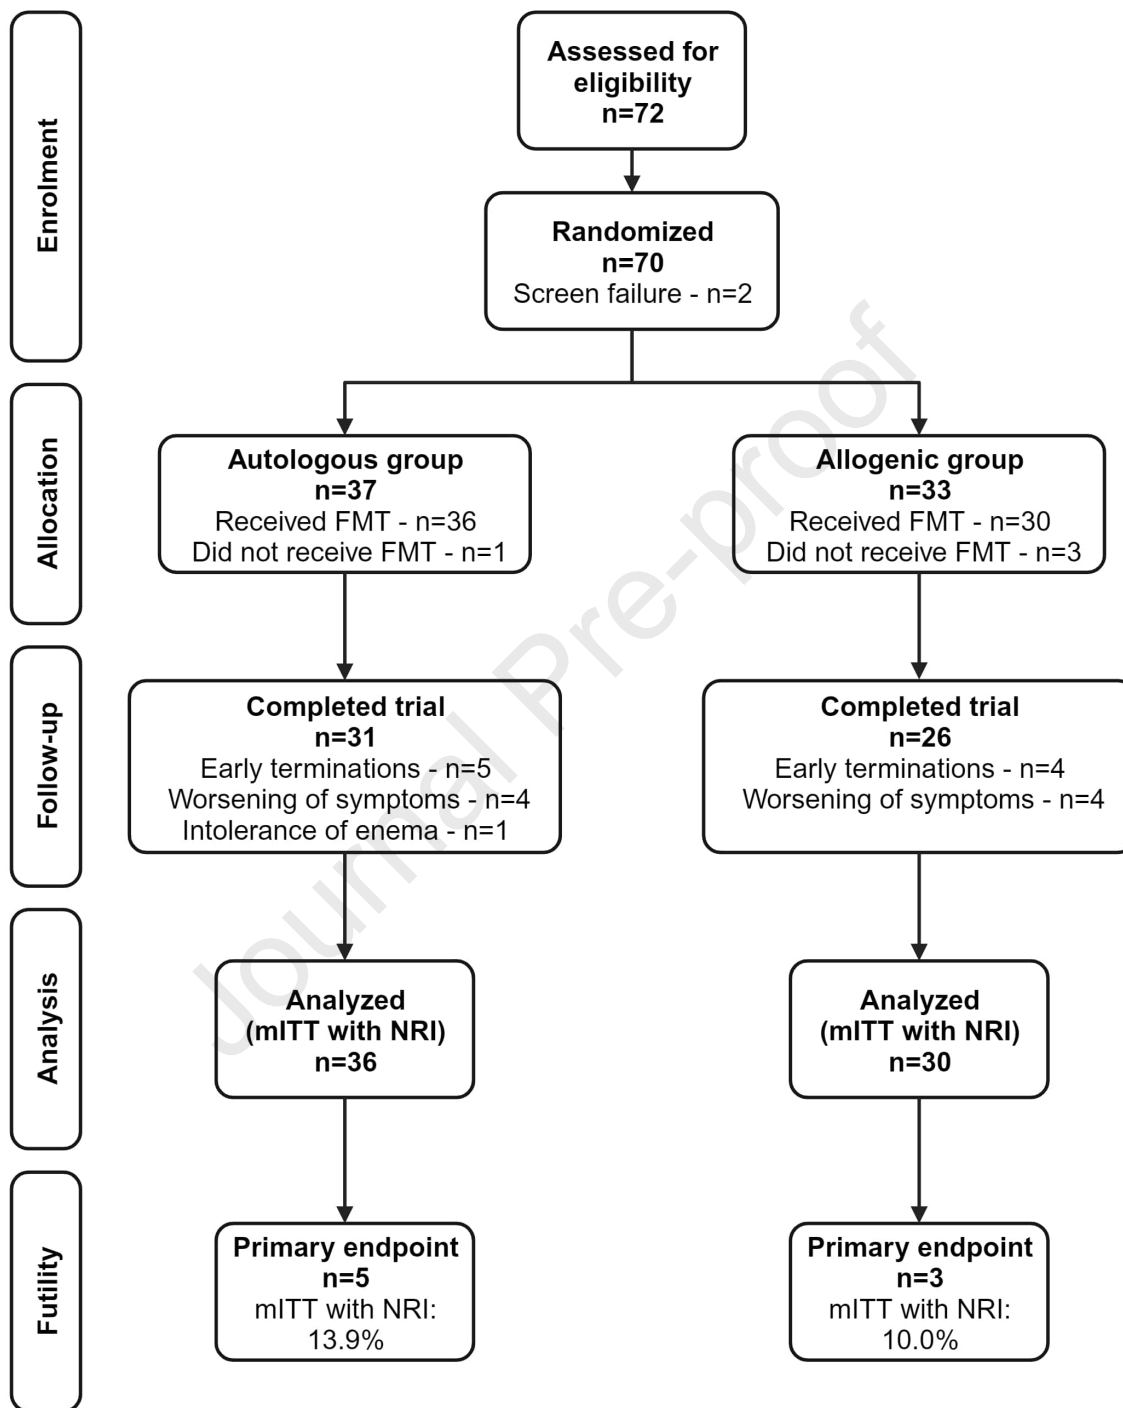 Enrolment
Assessed for
eligibility
n=72
Randomized
n=70
Screen failure - n=2
Allocation
Autologous group
n=37
Received FMT - n=36
Did not receive FMT - n=1
Allogenic group
n=33
Received FMT - n=30
Did not receive FMT - n=3
Follow-up
Completed trial
n=31
Early terminations - n=5
Worsening of symptoms - n=4
Intolerance of enema - n=1
Completed trial
n=26
Early terminations - n=4
Worsening of symptoms - n=4
Analysis
Analyzed
(mITT with NRI)
n=36
Analyzed
(mITT with NRI)
n=30
Futility
Primary endpoint
n=5
mITT with NRI:
13.9%
Primary endpoint
n=3
mITT with NRI:
10.0%
Journal Pre-proof